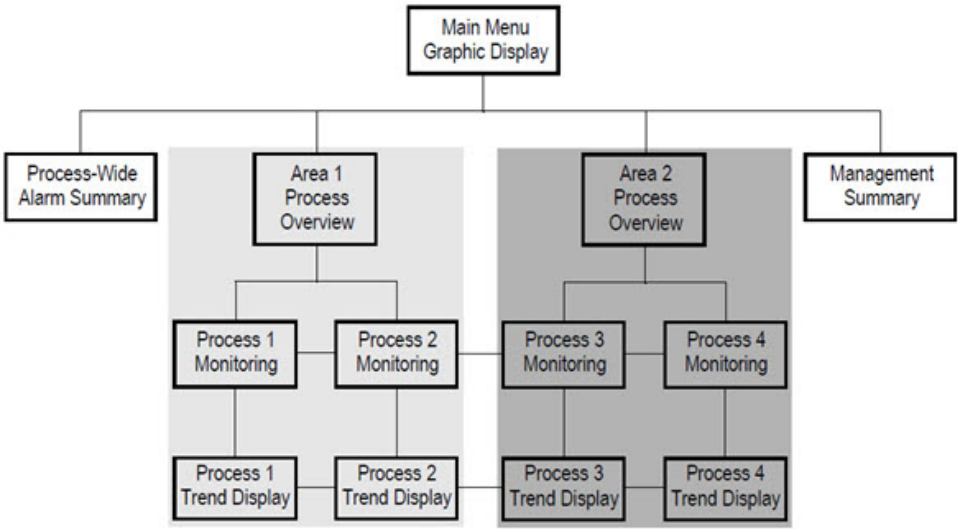 Main Menu
Graphic Display
Process-Wide
Alarm Summary
Area 1
Process
Overview
Area 2
Process
Overview
Management
Summary
Process 1
Monitoring
Process 2
Monitoring
Process 3
Monitoring
Process 4
Monitoring
Process 1
Trend Display
Process 2
Trend Display
Process 3
Trend Display
Process 4
Trend Display